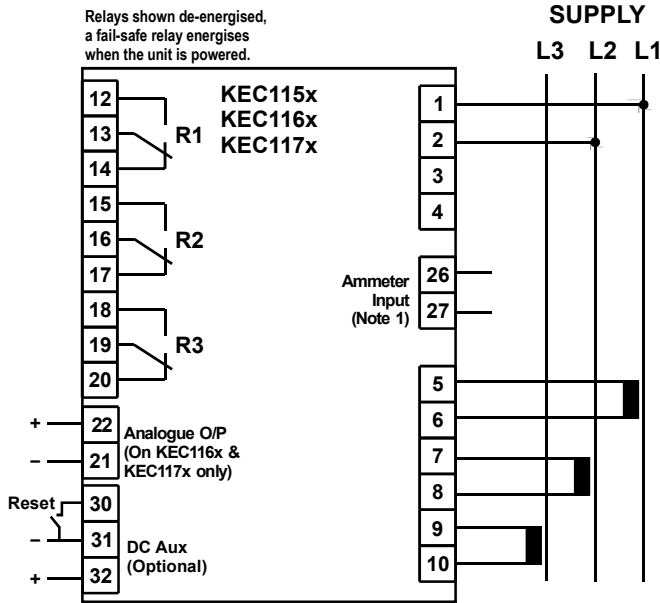 Relays shown de-energised,
a fail-safe relay energises
when the unit is powered.
SUPPLY
L3 L2 L1
KEC115x
KEC116x
KEC117x
12
13
14
R1
15
16
17
R2
18
19
20
R3
+
22
–
21
Analogue O/P
(On KEC116x &
KEC117x only)
Reset
30
–
31
+
32
DC Aux
(Optional)
1
2
3
4
Ammeter
Input
(Note 1)
26
27
5
6
7
8
9
10